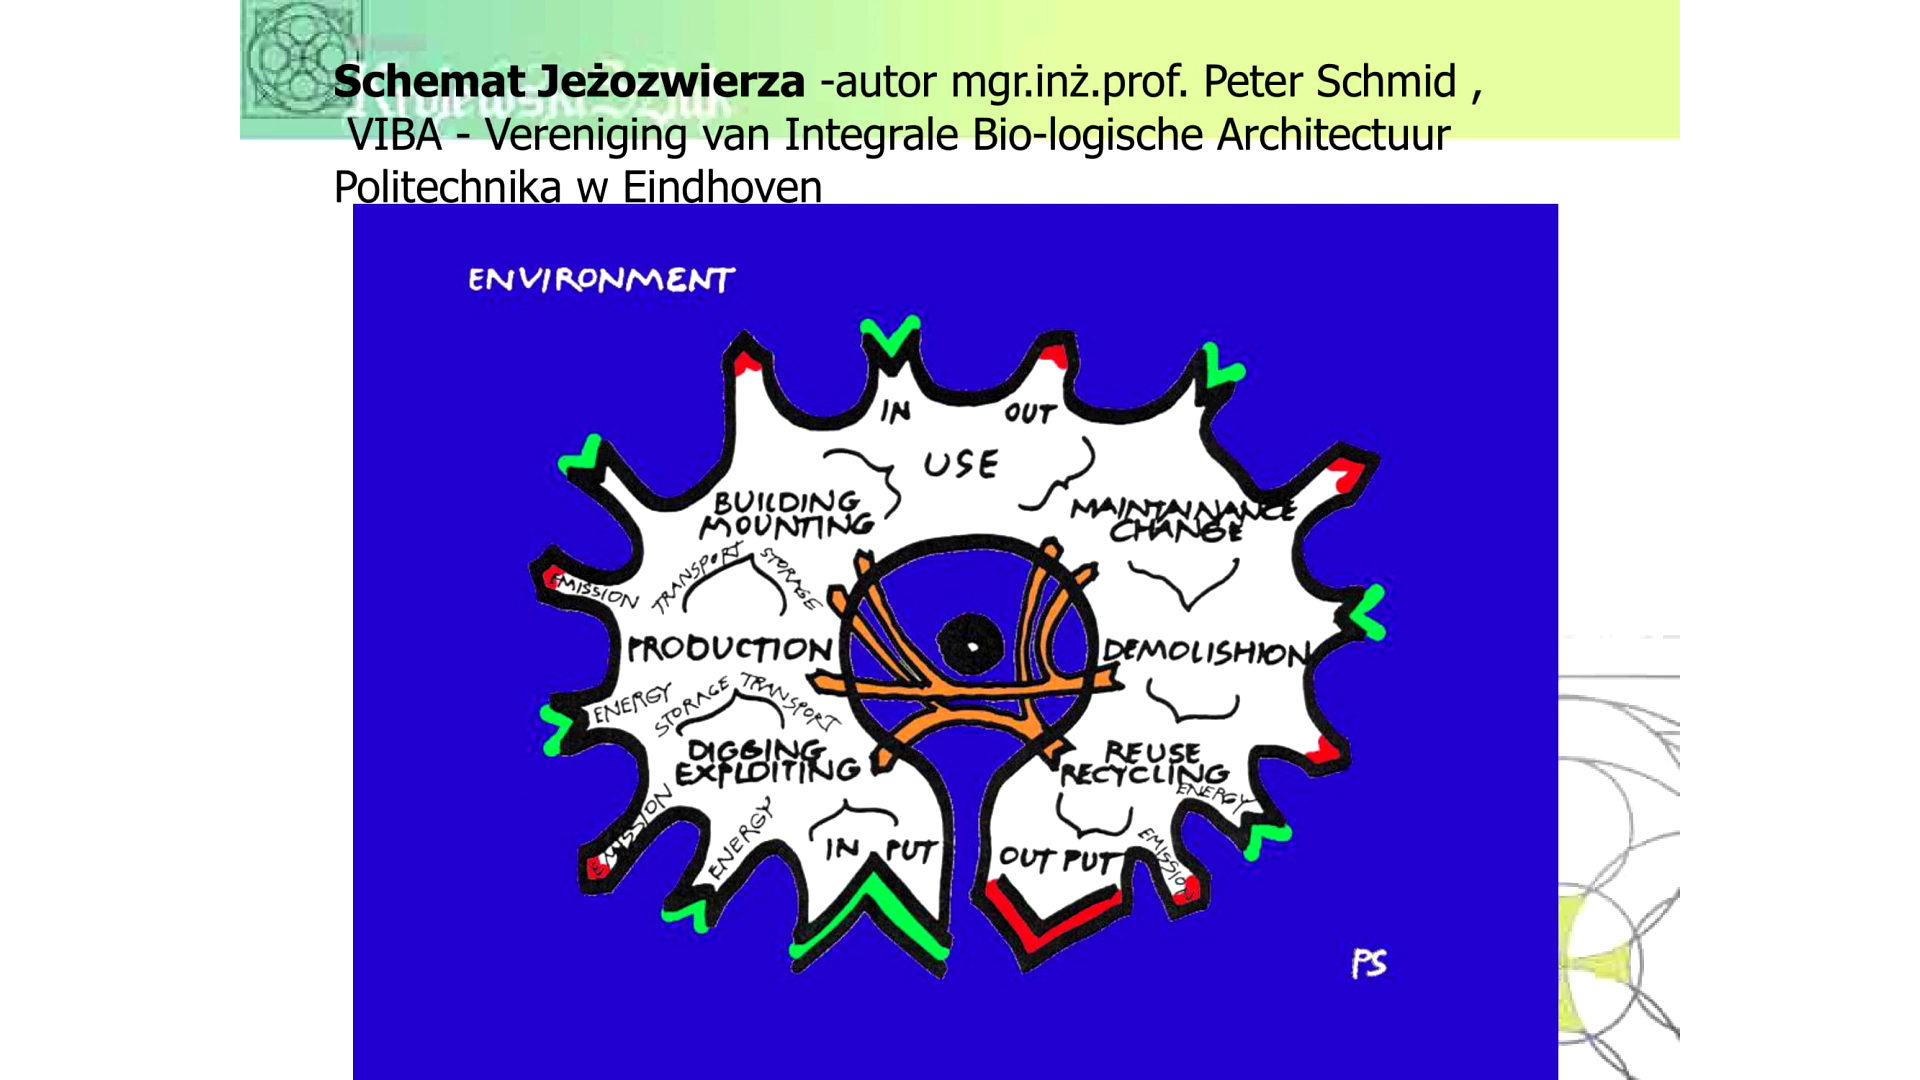 Schemat Jeżozwierza -autor mgr.inż.prof. Peter Schmid ,
VIBA - Vereniging van Integrale Bio-logische Architectuur
Politechnika w Eindhoven
ENVIRONMENT
IN OUT
USE
BUILDING
MOUNTING
MAINTAINNANCE
CHANGE
TRANSPORT STORAGE
EMISSION
PRODUCTION
DEMOLISHION
ENERGY
STORAGE TRANSPORT
DIGGING
EXPLOITING
REUSE
RECYCLING
ENERGY
EMISSION
ENERGY
EMISSION
IN PUT
OUT PUT
PS